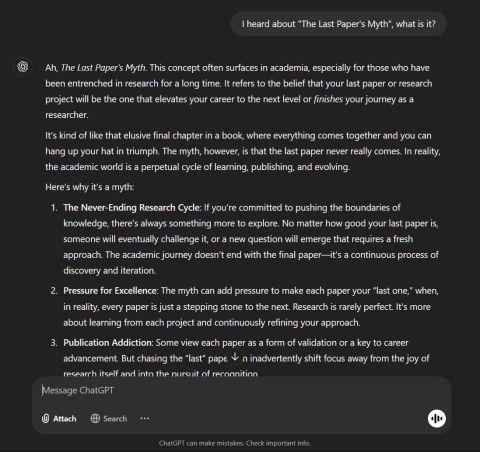 I heard about "The Last Paper's Myth", what is it?
Ah, The Last Paper's Myth. This concept often surfaces in academia, especially for those who have
been entrenched in research for a long time. It refers to the belief that your last paper or research
project will be the one that elevates your career to the next level or finishes your journey as a
researcher.
It's kind of like that elusive final chapter in a book, where everything comes together and you can
hang up your hat in triumph. The myth, however, is that the last paper never really comes. In reality,
the academic world is a perpetual cycle of learning, publishing, and evolving.
Here's why it's a myth:
1. The Never-Ending Research Cycle: If you're committed to pushing the boundaries of
knowledge, there's always something more to explore. No matter how good your last paper is,
someone will eventually challenge it, or a new question will emerge that requires a fresh
approach. The academic journey doesn't end with the final paper—it's a continuous process of
discovery and iteration.
2. Pressure for Excellence: The myth can add pressure to make each paper your "last one," when,
in reality, every paper is just a stepping stone to the next. Research is rarely perfect. It's more
about learning from each project and continuously refining your approach.
3. Publication Addiction: Some view each paper as a form of validation or a key to career
advancement. But chasing the "last" pape n inadvertently shift focus away from the joy of
research itself and into the pursuit of recognition.
Message ChatGPT
Attach Search
ChatGPT can make mistakes. Check important info.